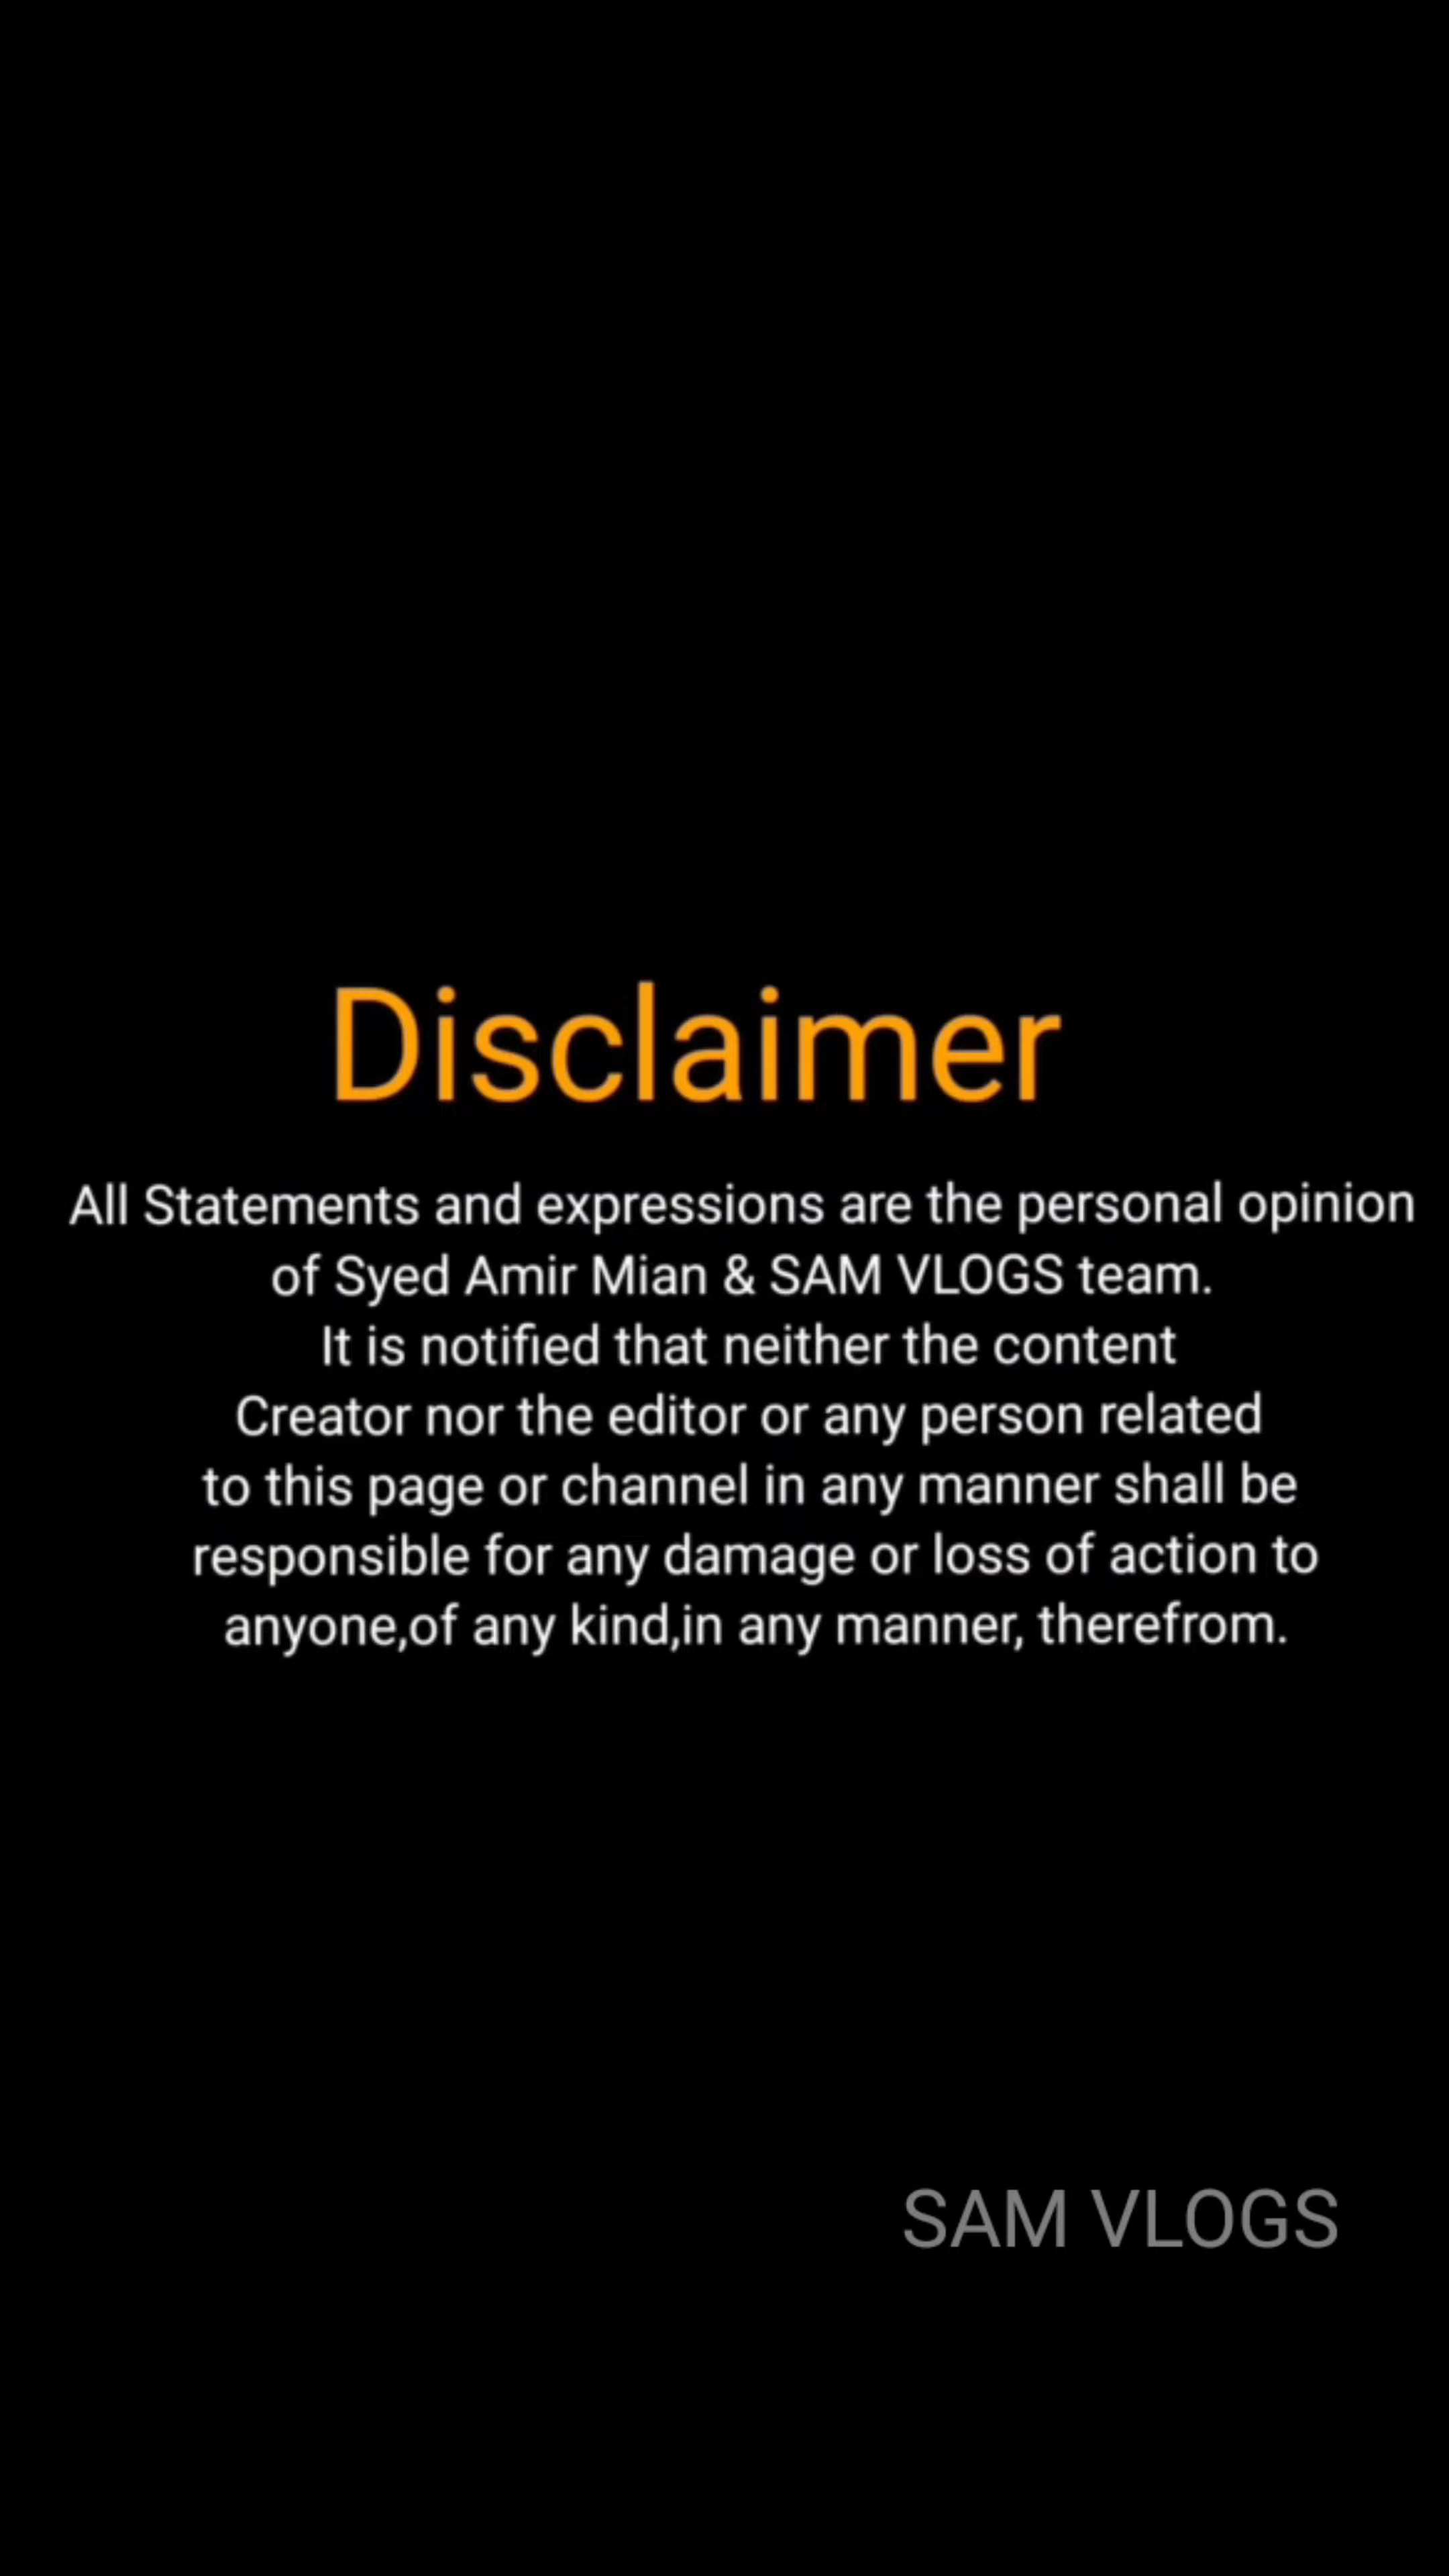 Disclaimer
All Statements and expressions are the personal opinion
of Syed Amir Mian & SAM VLOGS team.
It is notified that neither the content
Creator nor the editor or any person related
to this page or channel in any manner shall be
responsible for any damage or loss of action to
anyone,of any kind,in any manner, therefrom.
SAM VLOGS